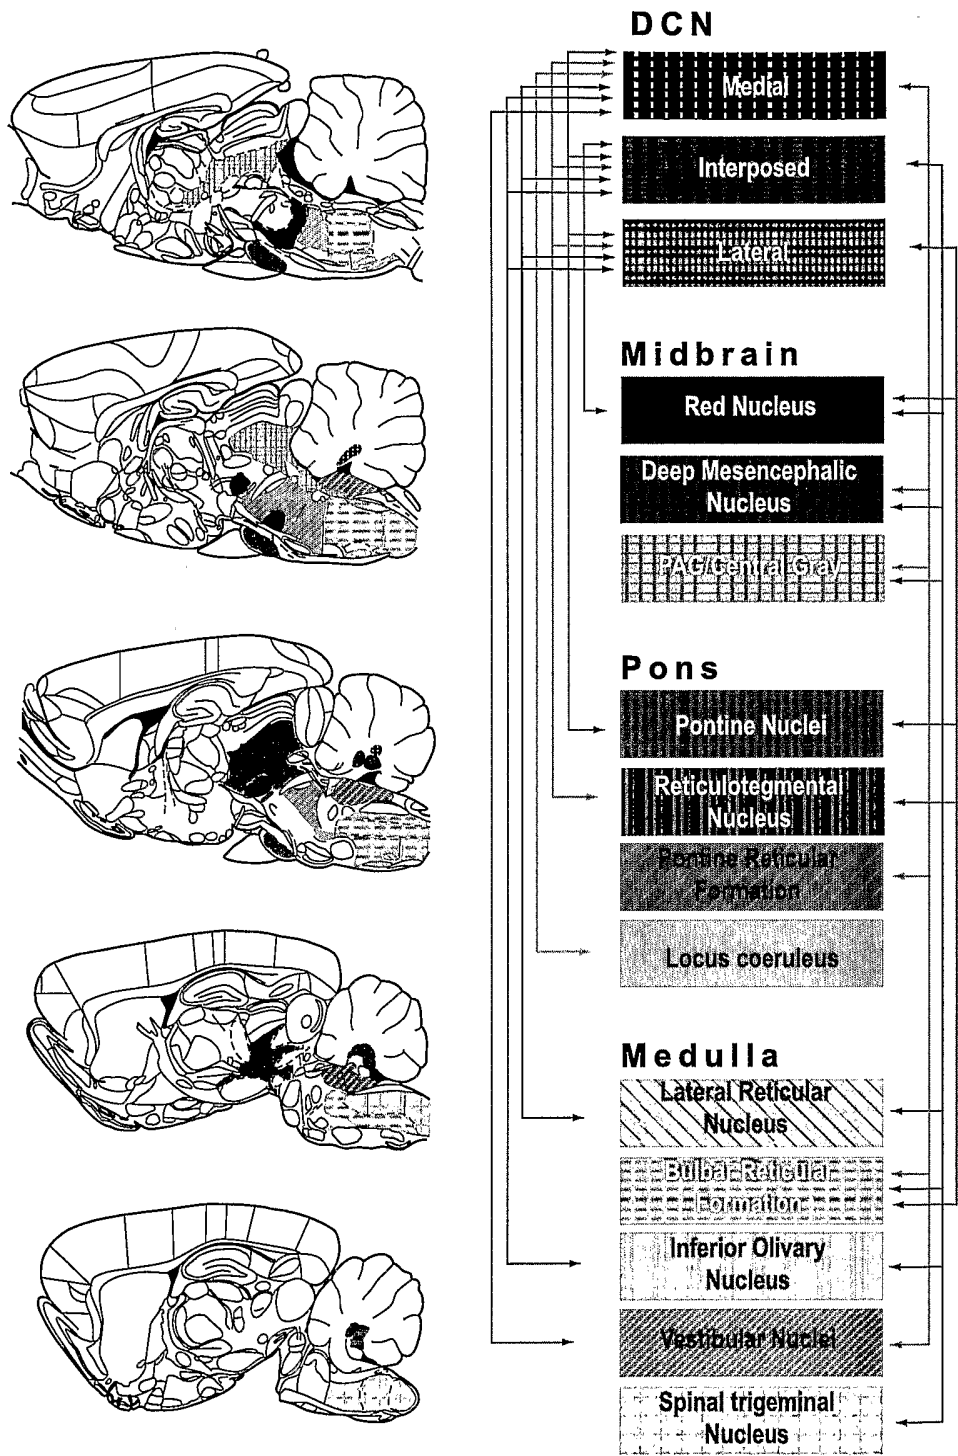 DCN
Medial
Interposed
Lateral
Midbrain
Red Nucleus
Deep Mesencephalic
Nucleus
PAG/Central Gray
Pons
Pontine Nuclei
Reticulotegmental
Nucleus
Pontine Reticular
Formation
Locus coeruleus
Medulla
Lateral Reticular
Nucleus
Bulbar Reticular
Formation
Inferior Olivary
Nucleus
Vestibular Nuclei
Spinal trigeminal
Nucleus